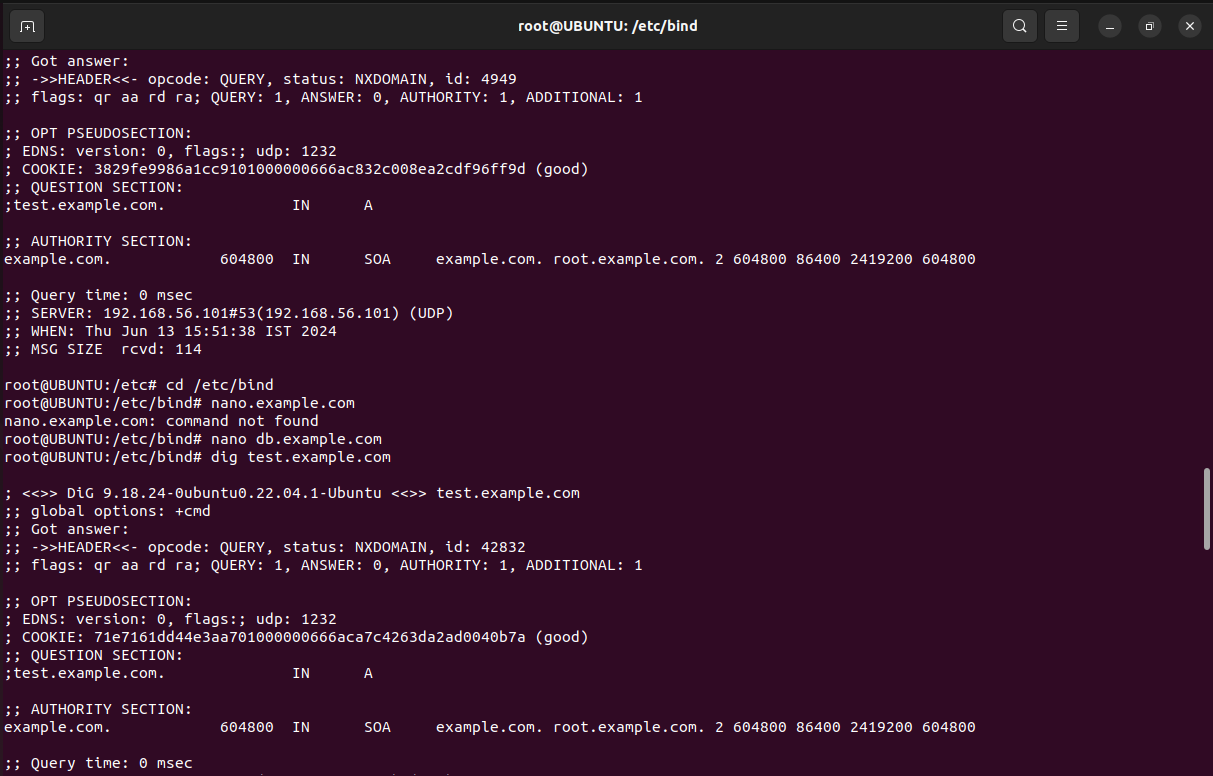 root@UBUNTU: /etc/bind
;; Got answer:
;; ->>HEADER<<- opcode: QUERY, status: NXDOMAIN, id: 4949
;; flags: qr aa rd ra; QUERY: 1, ANSWER: 0, AUTHORITY: 1, ADDITIONAL: 1
;; OPT PSEUDOSECTION:
; EDNS: version: 0, flags:; udp: 1232
; COOKIE: 3829fe9986a1cc9101000000666ac832c008ea2cdf96ff9d (good)
;; QUESTION SECTION:
;test.example.com.              IN      A
;; AUTHORITY SECTION:
example.com.            604800  IN      SOA     example.com. root.example.com. 2 604800 86400 2419200 604800
;; Query time: 0 msec
;; SERVER: 192.168.56.101#53(192.168.56.101) (UDP)
;; WHEN: Thu Jun 13 15:51:38 IST 2024
;; MSG SIZE  rcvd: 114
root@UBUNTU:/etc# cd /etc/bind
root@UBUNTU:/etc/bind# nano.example.com
nano.example.com: command not found
root@UBUNTU:/etc/bind# nano db.example.com
root@UBUNTU:/etc/bind# dig test.example.com
; <<>> DiG 9.18.24-0ubuntu0.22.04.1-Ubuntu <<>> test.example.com
;; global options: +cmd
;; Got answer:
;; ->>HEADER<<- opcode: QUERY, status: NXDOMAIN, id: 42832
;; flags: qr aa rd ra; QUERY: 1, ANSWER: 0, AUTHORITY: 1, ADDITIONAL: 1
;; OPT PSEUDOSECTION:
; EDNS: version: 0, flags:; udp: 1232
; COOKIE: 71e7161dd44e3aa701000000666aca7c4263da2ad0040b7a (good)
;; QUESTION SECTION:
;test.example.com.              IN      A
;; AUTHORITY SECTION:
example.com.            604800  IN      SOA     example.com. root.example.com. 2 604800 86400 2419200 604800
;; Query time: 0 msec